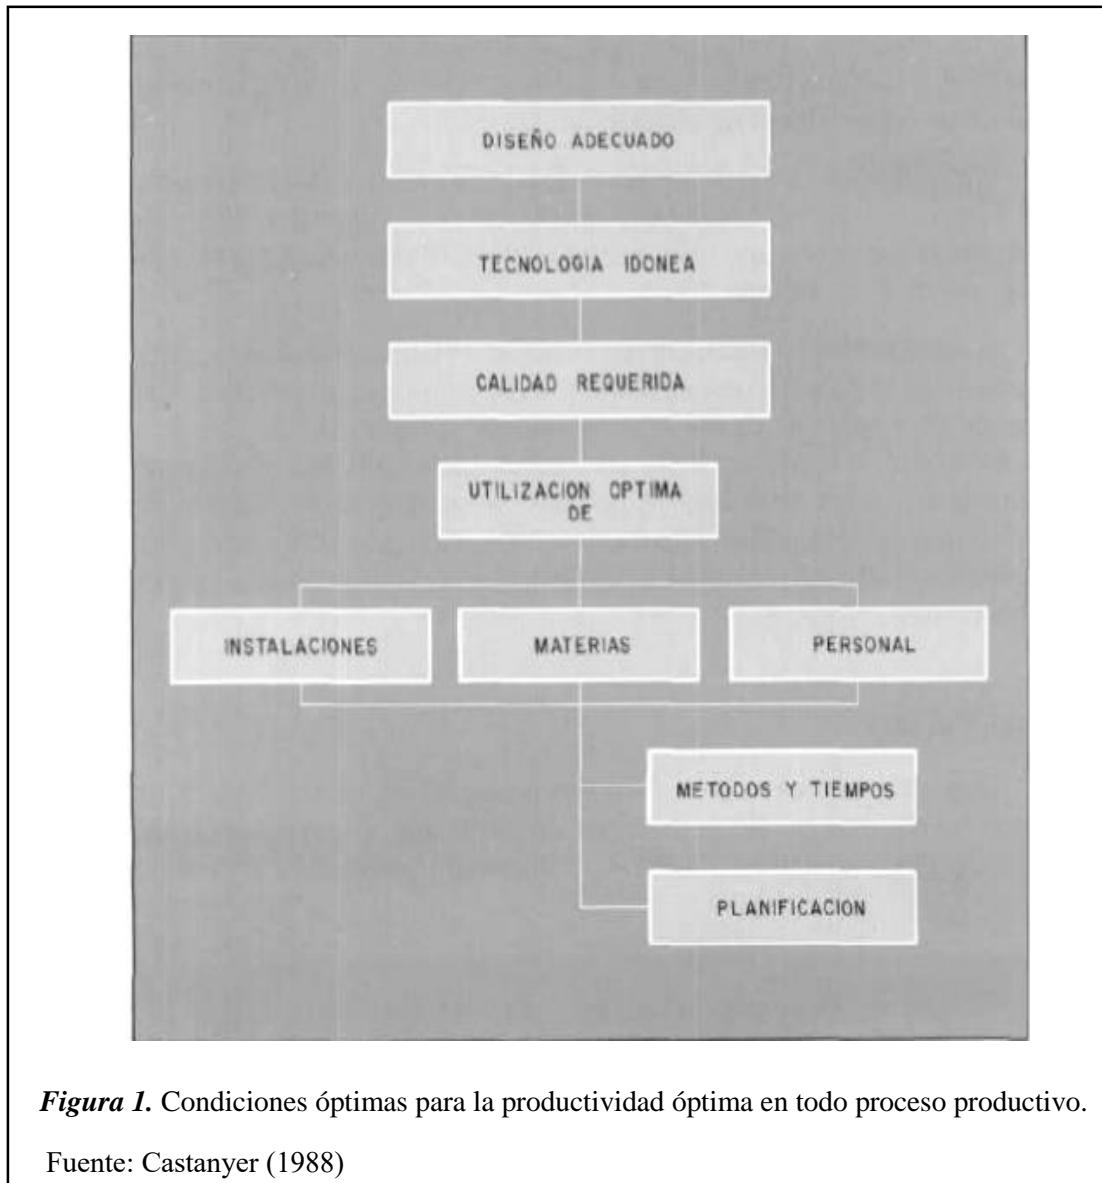 DISEÑO ADECUADO
TECNOLOGIA IDONEA
CALIDAD REQUERIDA
UTILIZACION OPTIMA
DE
INSTALACIONES MATERIAS PERSONAL
METODOS Y TIEMPOS
PLANIFICACION
Figura 1. Condiciones óptimas para la productividad óptima en todo proceso productivo.
Fuente: Castanyer (1988)